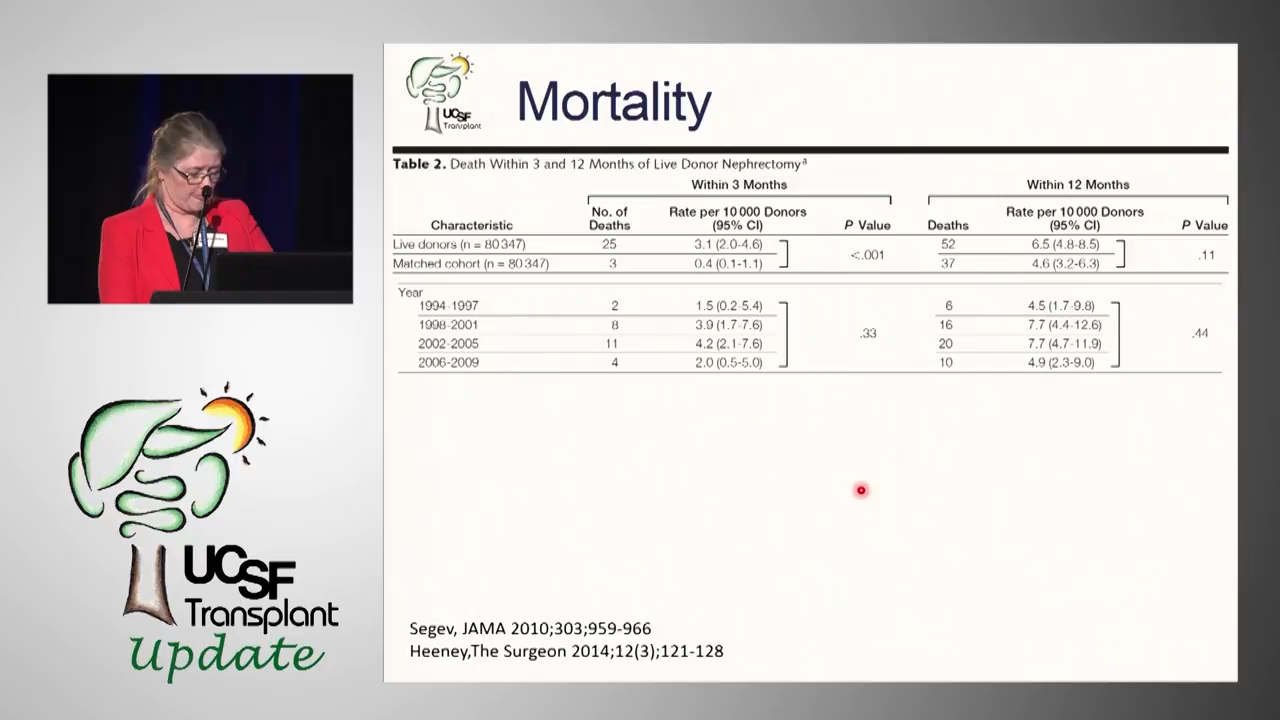 UCSF
Transplant
Mortality
Table 2. Death Within 3 and 12 Months of Live Donor Nephrectomyᵃ
Within 3 Months Within 12 Months
Characteristic No. of Deaths Rate per 10 000 Donors (95% CI) P Value Deaths Rate per 10 000 Donors (95% CI) P Value
Live donors (n = 80 347) 25 3.1 (2.0-4.6) <.001 52 6.5 (4.8-8.5) .11
Matched cohort (n = 80 347) 3 0.4 (0.1-1.1) 37 4.6 (3.2-6.3)
Year
1994-1997 2 1.5 (0.2-5.4) 6 4.5 (1.7-9.8)
1998-2001 8 3.9 (1.7-7.6) .33 16 7.7 (4.4-12.6) .44
2002-2005 11 4.2 (2.1-7.6) 20 7.7 (4.7-11.9)
2006-2009 4 2.0 (0.5-5.0) 10 4.9 (2.3-9.0)
Segev, JAMA 2010;303;959-966
Heeney,The Surgeon 2014;12(3);121-128
UCSF
Transplant
Update